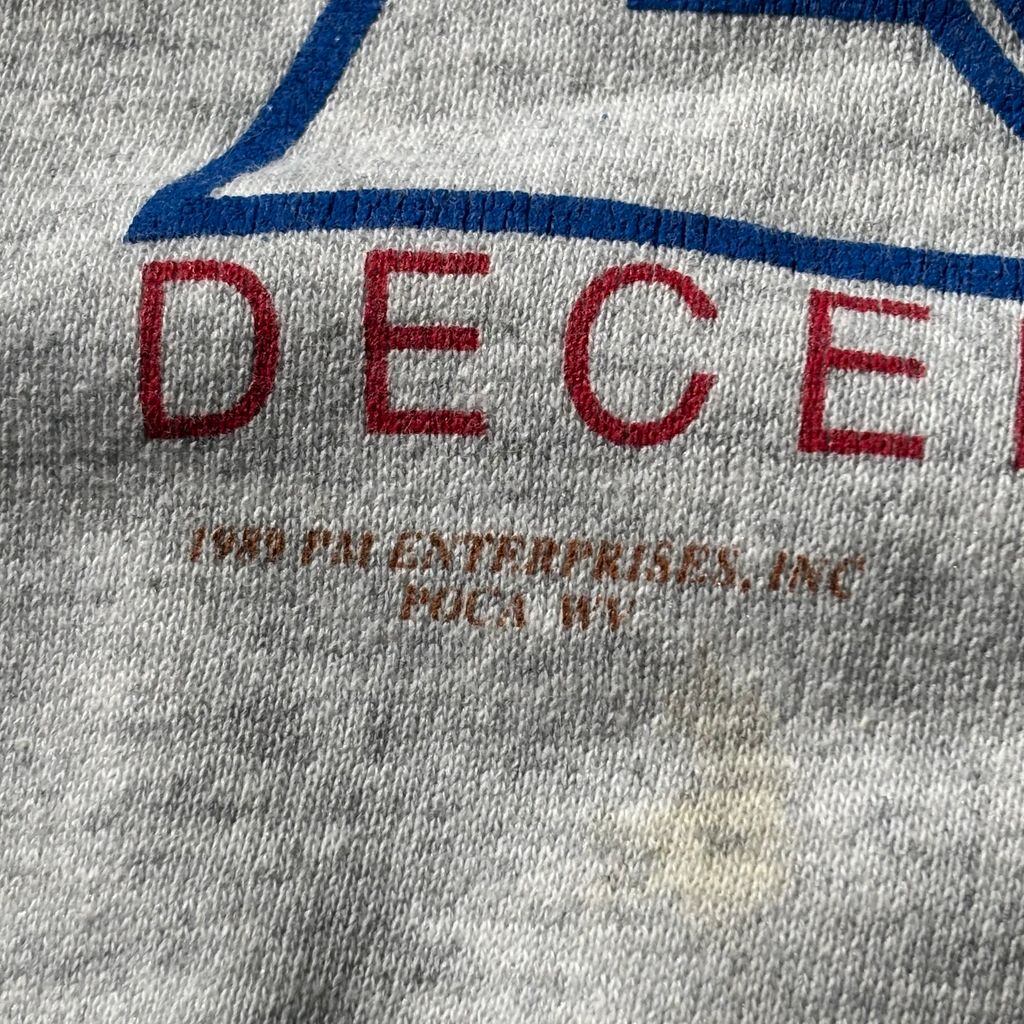 DECE
1989 PM ENTERPRISES, INC
POCA WV